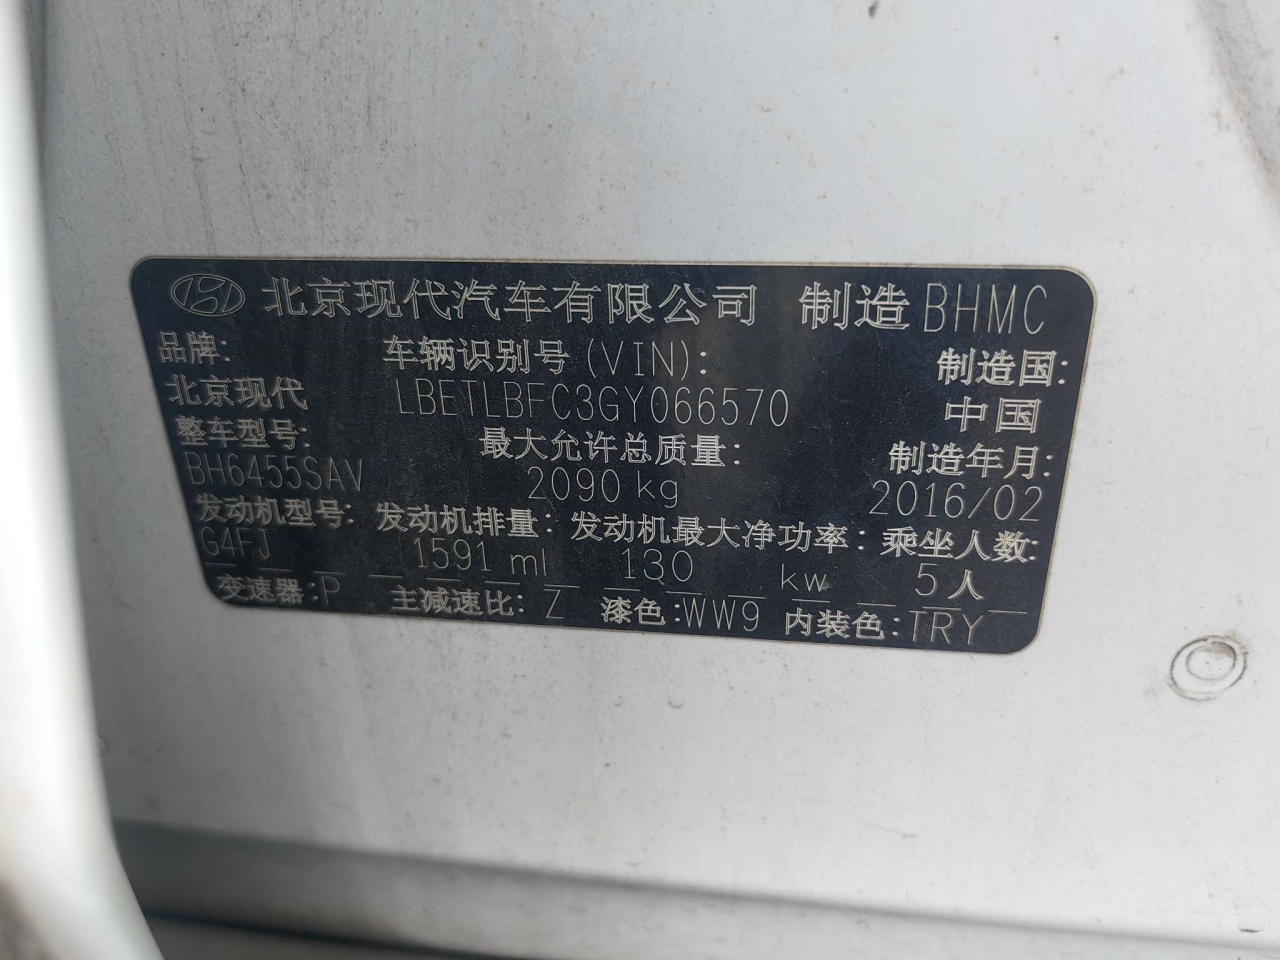 北京现代汽车有限公司 制造 BHMC
品牌: 车辆识别号(VIN): 制造国:
北京现代 LBETLBFC3GY066570 中国
整车型号: 最大允许总质量: 制造年月:
BH6455SAV 2090 kg 2016/02
发动机型号: 发动机排量: 发动机最大净功率: 乘坐人数:
G4FJ 1591 ml 130 kw 5人
变速器:P 主减速比: Z 漆色:WW9 内装色:TRY